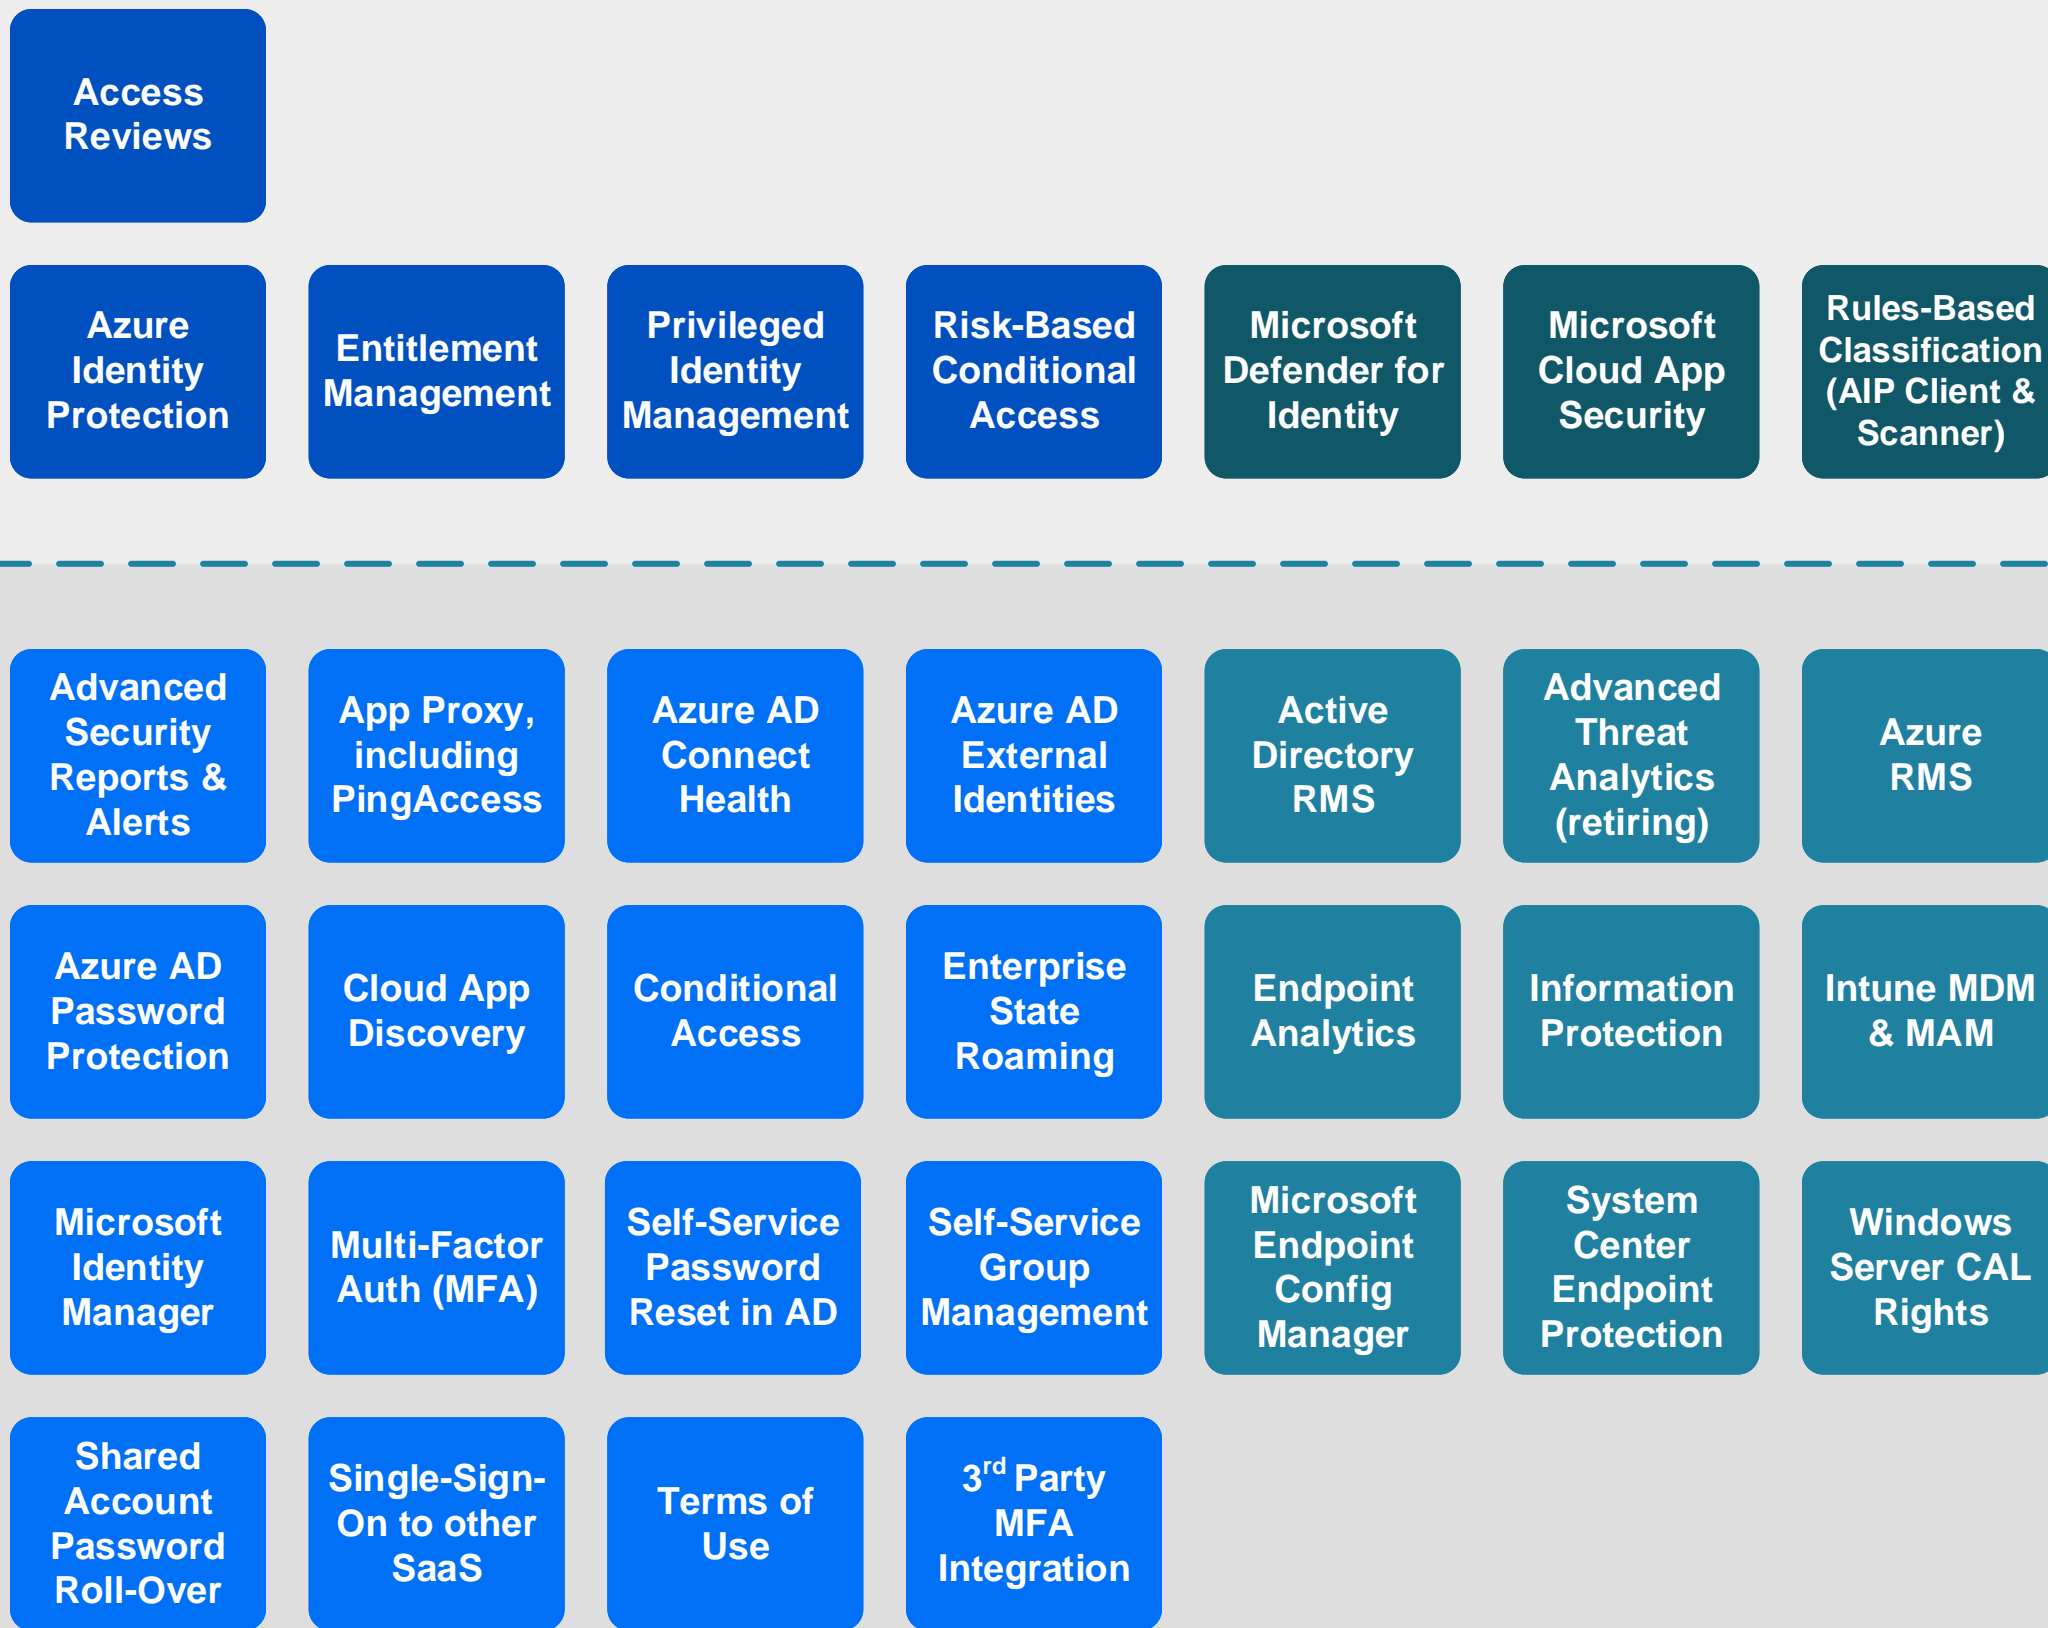 Access
Reviews
Azure
Identity
Protection
Entitlement
Management
Privileged
Identity
Management
Risk-Based
Conditional
Access
Microsoft
Defender for
Identity
Microsoft
Cloud App
Security
Rules-Based
Classification
(AIP Client &
Scanner)
Advanced
Security
Reports &
Alerts
App Proxy,
including
PingAccess
Azure AD
Connect
Health
Azure AD
External
Identities
Active
Directory
RMS
Advanced
Threat
Analytics
(retiring)
Azure
RMS
Azure AD
Password
Protection
Cloud App
Discovery
Conditional
Access
Enterprise
State
Roaming
Endpoint
Analytics
Information
Protection
Intune MDM
& MAM
Microsoft
Identity
Manager
Multi-Factor
Auth (MFA)
Self-Service
Password
Reset in AD
Self-Service
Group
Management
Microsoft
Endpoint
Config
Manager
System
Center
Endpoint
Protection
Windows
Server CAL
Rights
Shared
Account
Password
Roll-Over
Single-Sign-
On to other
SaaS
Terms of
Use
3rd Party
MFA
Integration